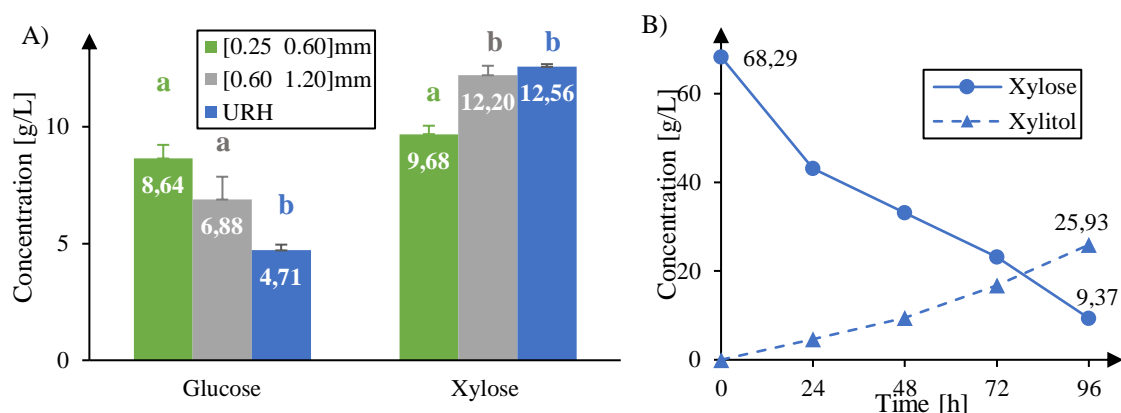 A)
[0.25 0.60]mm
[0.60 1.20]mm
URH
Concentration [g/L]
10
5
0
a
a
b
8,64
6,88
4,71
a
b
b
9,68
12,20
12,56
Glucose
Xylose
B)
Concentration [g/L]
60
40
20
0
68,29
Xylose
Xylitol
25,93
9,37
0
24
48
72
96
Time [h]